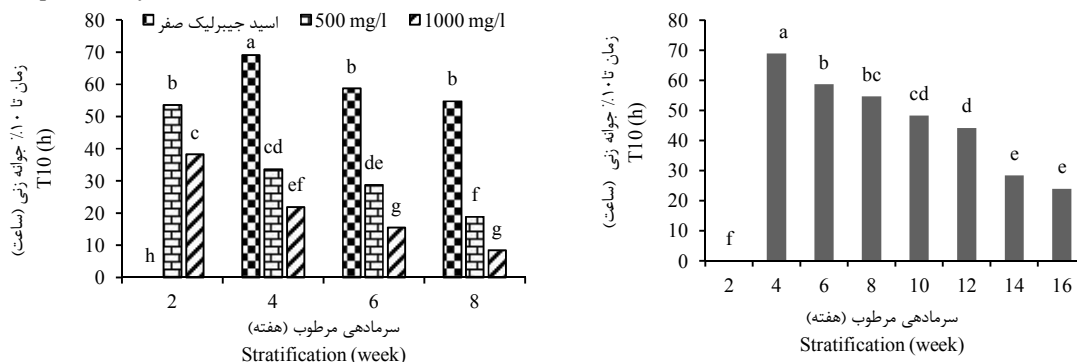 اسید جیبرلیک صفر 500 mg/l 1000 mg/l
زمان تا ۱۰٪ جوانه زنی (ساعت)
T10 (h)
80
70
60
50
40
30
20
10
0
h b c a cd ef b de g b f g
2 4 6 8
سرمادهی مرطوب (هفته)
Stratification (week)
زمان تا ۱۰٪ جوانه زنی (ساعت)
T10 (h)
80
70
60
50
40
30
20
10
0
f a b bc cd d e e
2 4 6 8 10 12 14 16
سرمادهی مرطوب (هفته)
Stratification (week)